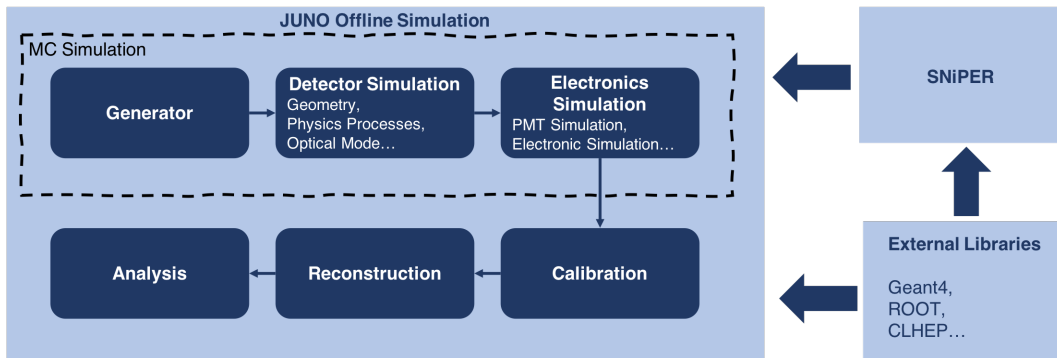 JUNO Offline Simulation
MC Simulation
Generator
Detector Simulation
Geometry,
Physics Processes,
Optical Mode...
Electronics
Simulation
PMT Simulation,
Electronic Simulation...
Analysis
Reconstruction
Calibration
SNiPER
External Libraries
Geant4,
ROOT,
CLHEP...